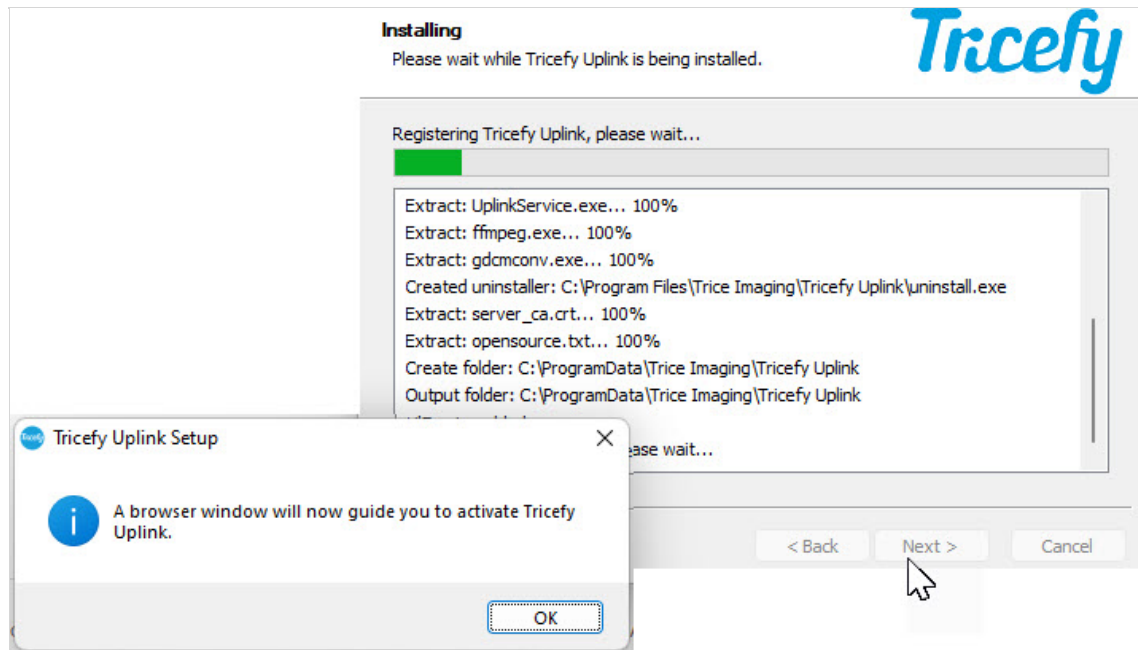 Installing
Tricefy
Please wait while Tricefy Uplink is being installed.
Registering Tricefy Uplink, please wait...
Extract: UplinkService.exe... 100%
Extract: ffmpeg.exe... 100%
Extract: gdcmconv.exe... 100%
Created uninstaller: C:\Program Files\Trice Imaging\Tricefy Uplink\uninstall.exe
Extract: server_ca.crt... 100%
Extract: opensource.txt... 100%
Create folder: C:\ProgramData\Trice Imaging\Tricefy Uplink
Output folder: C:\ProgramData\Trice Imaging\Tricefy Uplink
wait...
< Back Next > Cancel
Tricefy Uplink Setup
A browser window will now guide you to activate Tricefy
Uplink.
OK